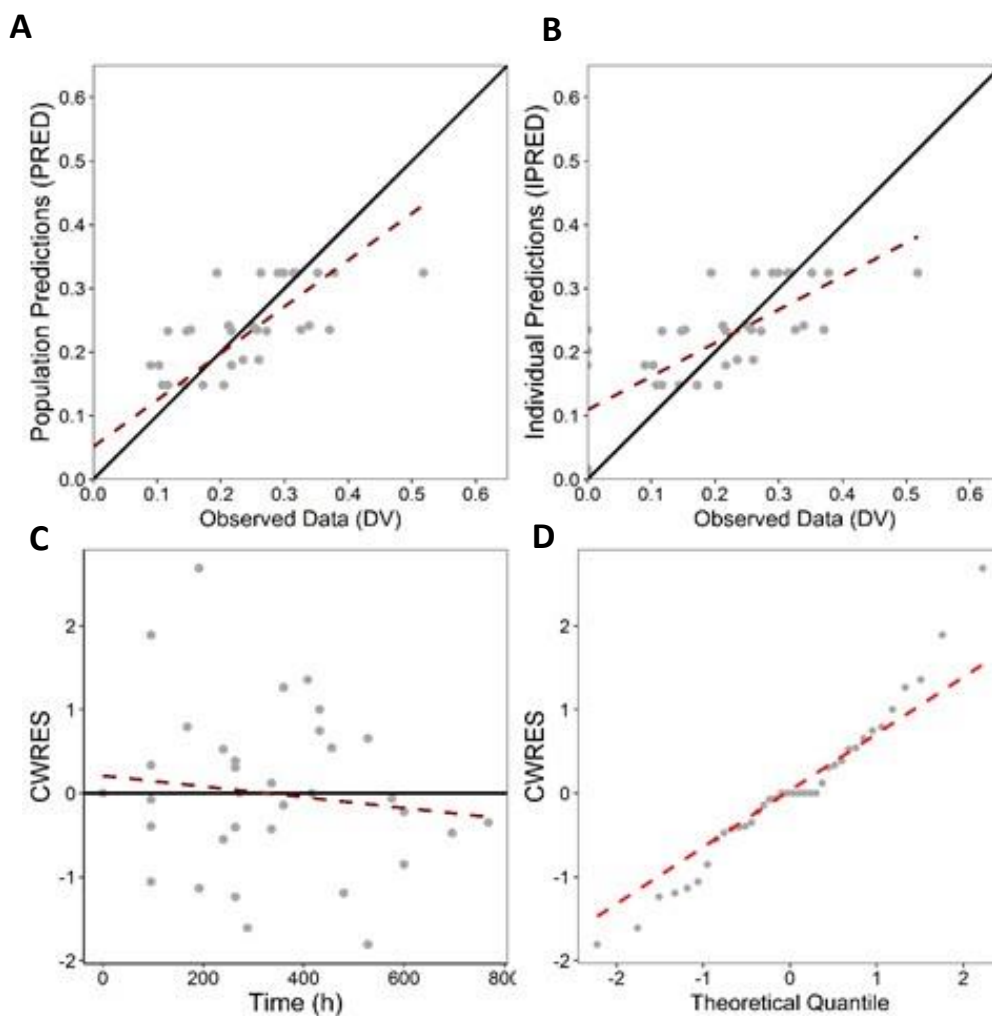 A
B
Population Predictions (PRED)
0.6
0.5
0.4
0.3
0.2
0.1
0.0
0.0 0.1 0.2 0.3 0.4 0.5 0.6
Observed Data (DV)
Individual Predictions (IPRED)
0.6
0.5
0.4
0.3
0.2
0.1
0.0
0.0 0.1 0.2 0.3 0.4 0.5 0.6
Observed Data (DV)
C
D
CWRES
2
1
0
-1
-2
0 200 400 600 800
Time (h)
CWRES
2
1
0
-1
-2
-2 -1 0 1 2
Theoretical Quantile